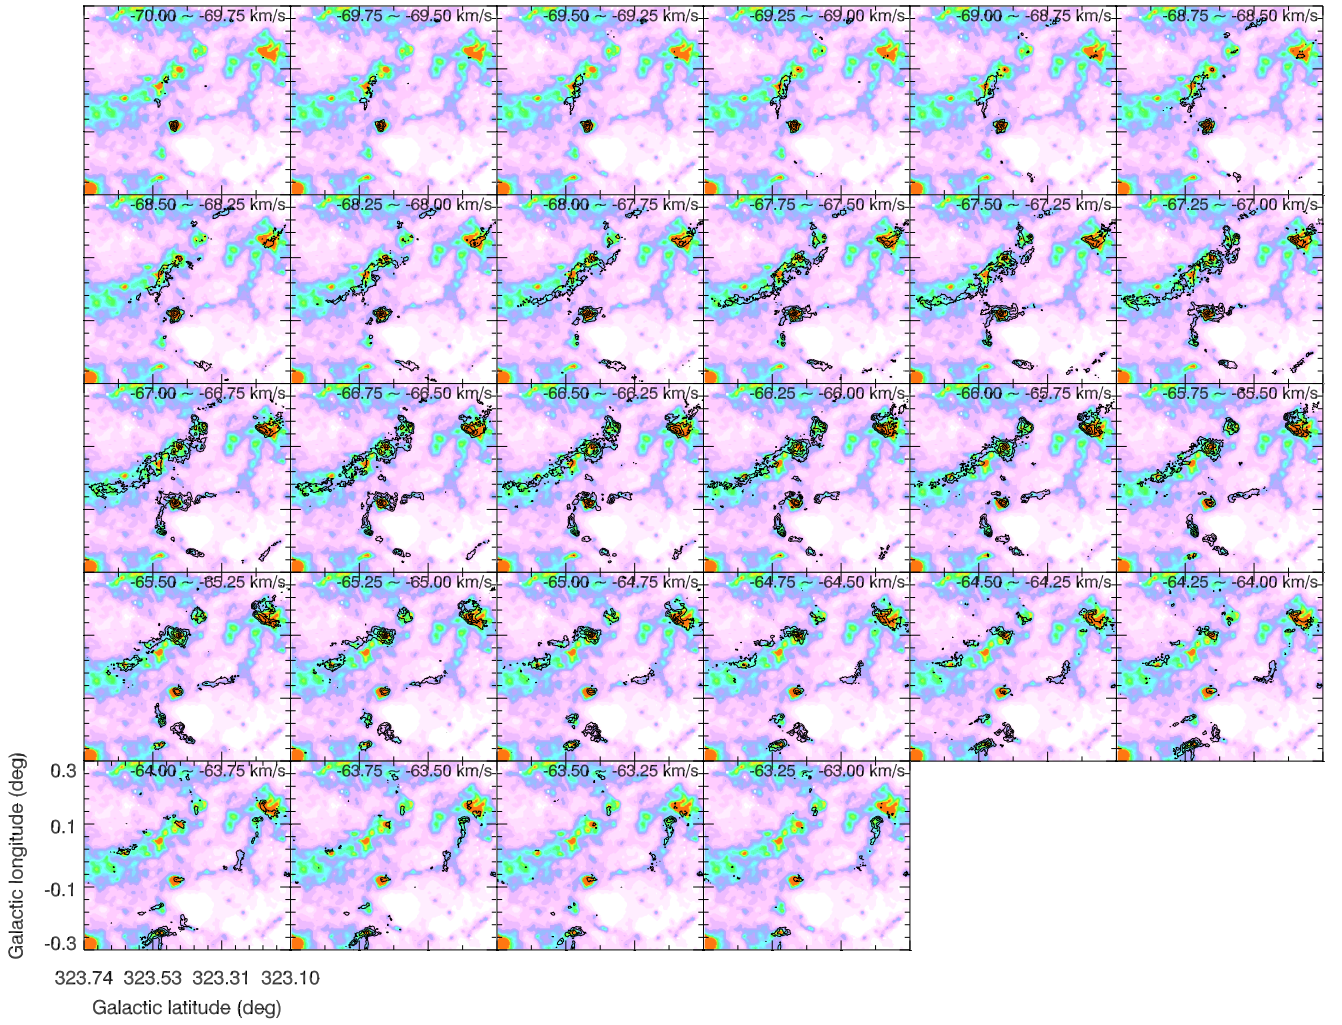 -70.00 ~ -69.75 km/s
-69.75 ~ -69.50 km/s
-69.50 ~ -69.25 km/s
-69.25 ~ -69.00 km/s
-69.00 ~ -68.75 km/s
-68.75 ~ -68.50 km/s
-68.50 ~ -68.25 km/s
-68.25 ~ -68.00 km/s
-68.00 ~ -67.75 km/s
-67.75 ~ -67.50 km/s
-67.50 ~ -67.25 km/s
-67.25 ~ -67.00 km/s
-67.00 ~ -66.75 km/s
-66.75 ~ -66.50 km/s
-66.50 ~ -66.25 km/s
-66.25 ~ -66.00 km/s
-66.00 ~ -65.75 km/s
-65.75 ~ -65.50 km/s
-65.50 ~ -65.25 km/s
-65.25 ~ -65.00 km/s
-65.00 ~ -64.75 km/s
-64.75 ~ -64.50 km/s
-64.50 ~ -64.25 km/s
-64.25 ~ -64.00 km/s
-64.00 ~ -63.75 km/s
-63.75 ~ -63.50 km/s
-63.50 ~ -63.25 km/s
-63.25 ~ -63.00 km/s
Galactic longitude (deg)
0.3
0.1
-0.1
-0.3
323.74 323.53 323.31 323.10
Galactic latitude (deg)